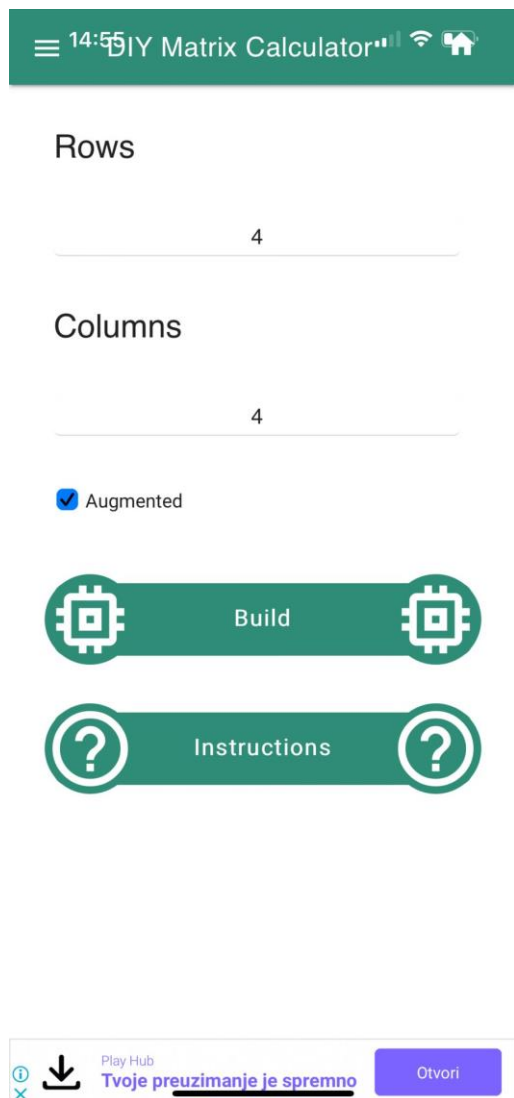 14:55
DIY Matrix Calculator
Rows
4
Columns
4
Augmented
Build
Instructions
Play Hub
Tvoje preuzimanje je spremno
Otvori